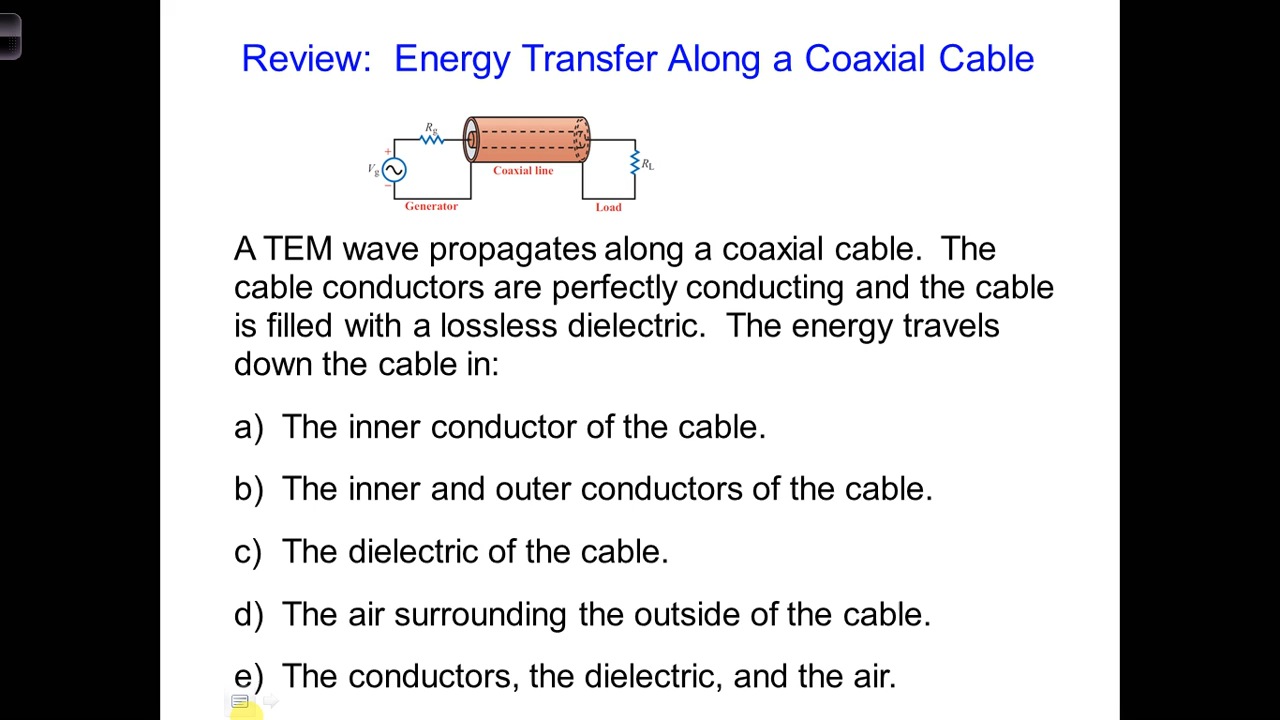 Review:  Energy Transfer Along a Coaxial Cable
Rg
+
Vg
−
RL
Coaxial line
Generator
Load
A TEM wave propagates along a coaxial cable.  The
cable conductors are perfectly conducting and the cable
is filled with a lossless dielectric.  The energy travels
down the cable in:
a)  The inner conductor of the cable.
b)  The inner and outer conductors of the cable.
c)  The dielectric of the cable.
d)  The air surrounding the outside of the cable.
e)  The conductors, the dielectric, and the air.